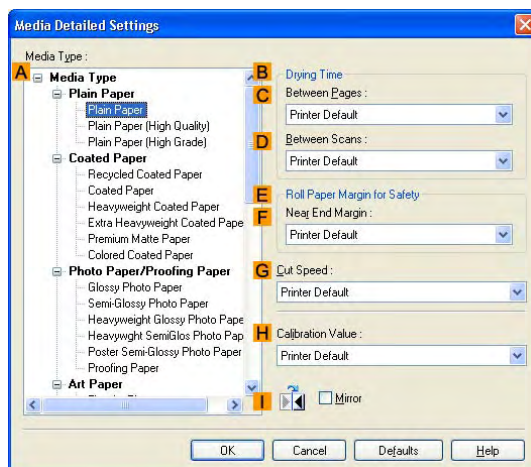 Media Detailed Settings
Media Type :
A
Media Type
Plain Paper
Plain Paper
Plain Paper (High Quality)
Plain Paper (High Grade)
Coated Paper
Recycled Coated Paper
Coated Paper
Heavyweight Coated Paper
Extra Heavyweight Coated Pape
Premium Matte Paper
Colored Coated Paper
Photo Paper/Proofing Paper
Glossy Photo Paper
Semi-Glossy Photo Paper
Heavyweight Glossy Photo Pape
Heavywght SemiGlos Photo Pap
Poster Semi-Glossy Photo Paper
Proofing Paper
Art Paper
B Drying Time
C Between Pages :
Printer Default
D Between Scans :
Printer Default
E Roll Paper Margin for Safety
F Near End Margin :
Printer Default
G Cut Speed :
Printer Default
H Calibration Value :
Printer Default
I Mirror
OK Cancel Defaults Help